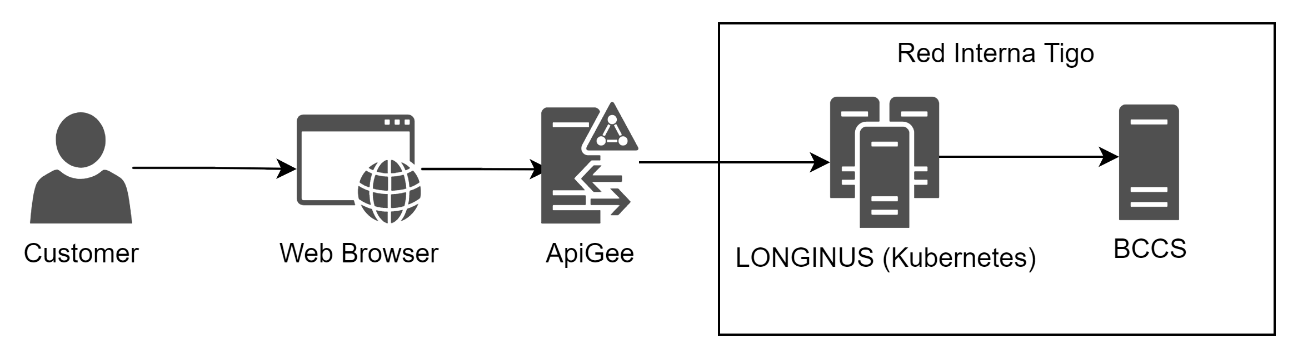 Red Interna Tigo
Customer
Web Browser
ApiGee
LONGINUS (Kubernetes)
BCCS